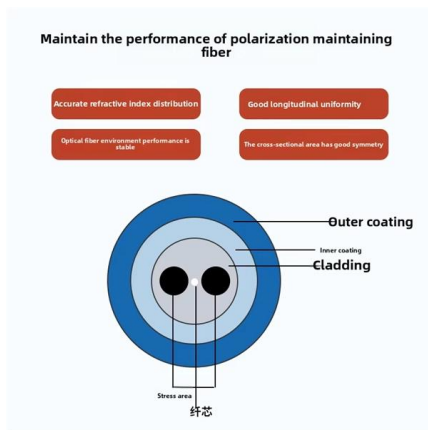 Maintain the performance of polarization maintaining
fiber
Accurate refractive index distribution
Good longitudinal uniformity
Optical fiber environment performance is
stable
The cross-sectional area has good symmetry
Outer coating
Inner coating
Cladding
Stress area
纤芯